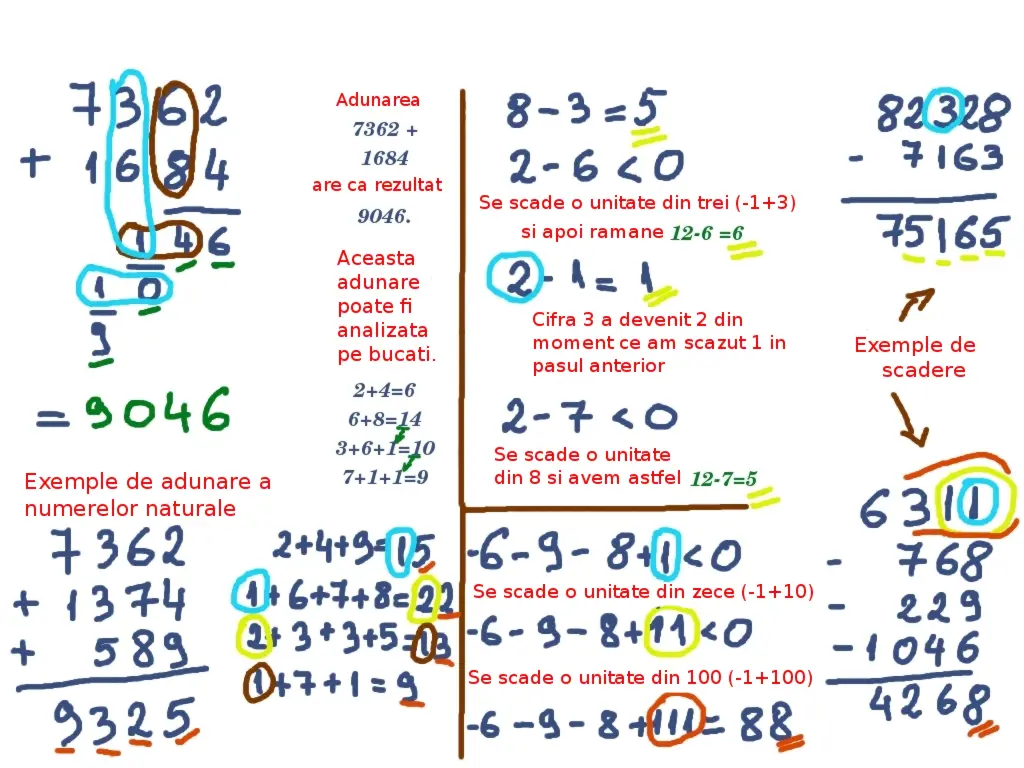 7362
+ 1684
146
10
9
= 9046
Exemple de adunare a
numerelor naturale
7362
+ 1374
+ 589
9325
Adunarea
7362 +
1684
are ca rezultat
9046.
Aceasta
adunare
poate fi
analizata
pe bucati.
2+4=6
6+8=14
3+6+1=10
7+1+1=9
2+4+9=15
1+6+7+8=22
2+3+3+5=13
1+7+1=9
8-3=5
2-6<0
Se scade o unitate din trei (-1+3)
si apoi ramane 12-6 =6
2-1=1
Cifra 3 a devenit 2 din
moment ce am scazut 1 in
pasul anterior
2-7<0
Se scade o unitate
din 8 si avem astfel 12-7=5
-6-9-8+1<0
Se scade o unitate din zece (-1+10)
-6-9-8+11<0
Se scade o unitate din 100 (-1+100)
-6-9-8+111=88
82328
- 7163
75165
Exemple de
scadere
6311
- 768
- 229
-1046
4268